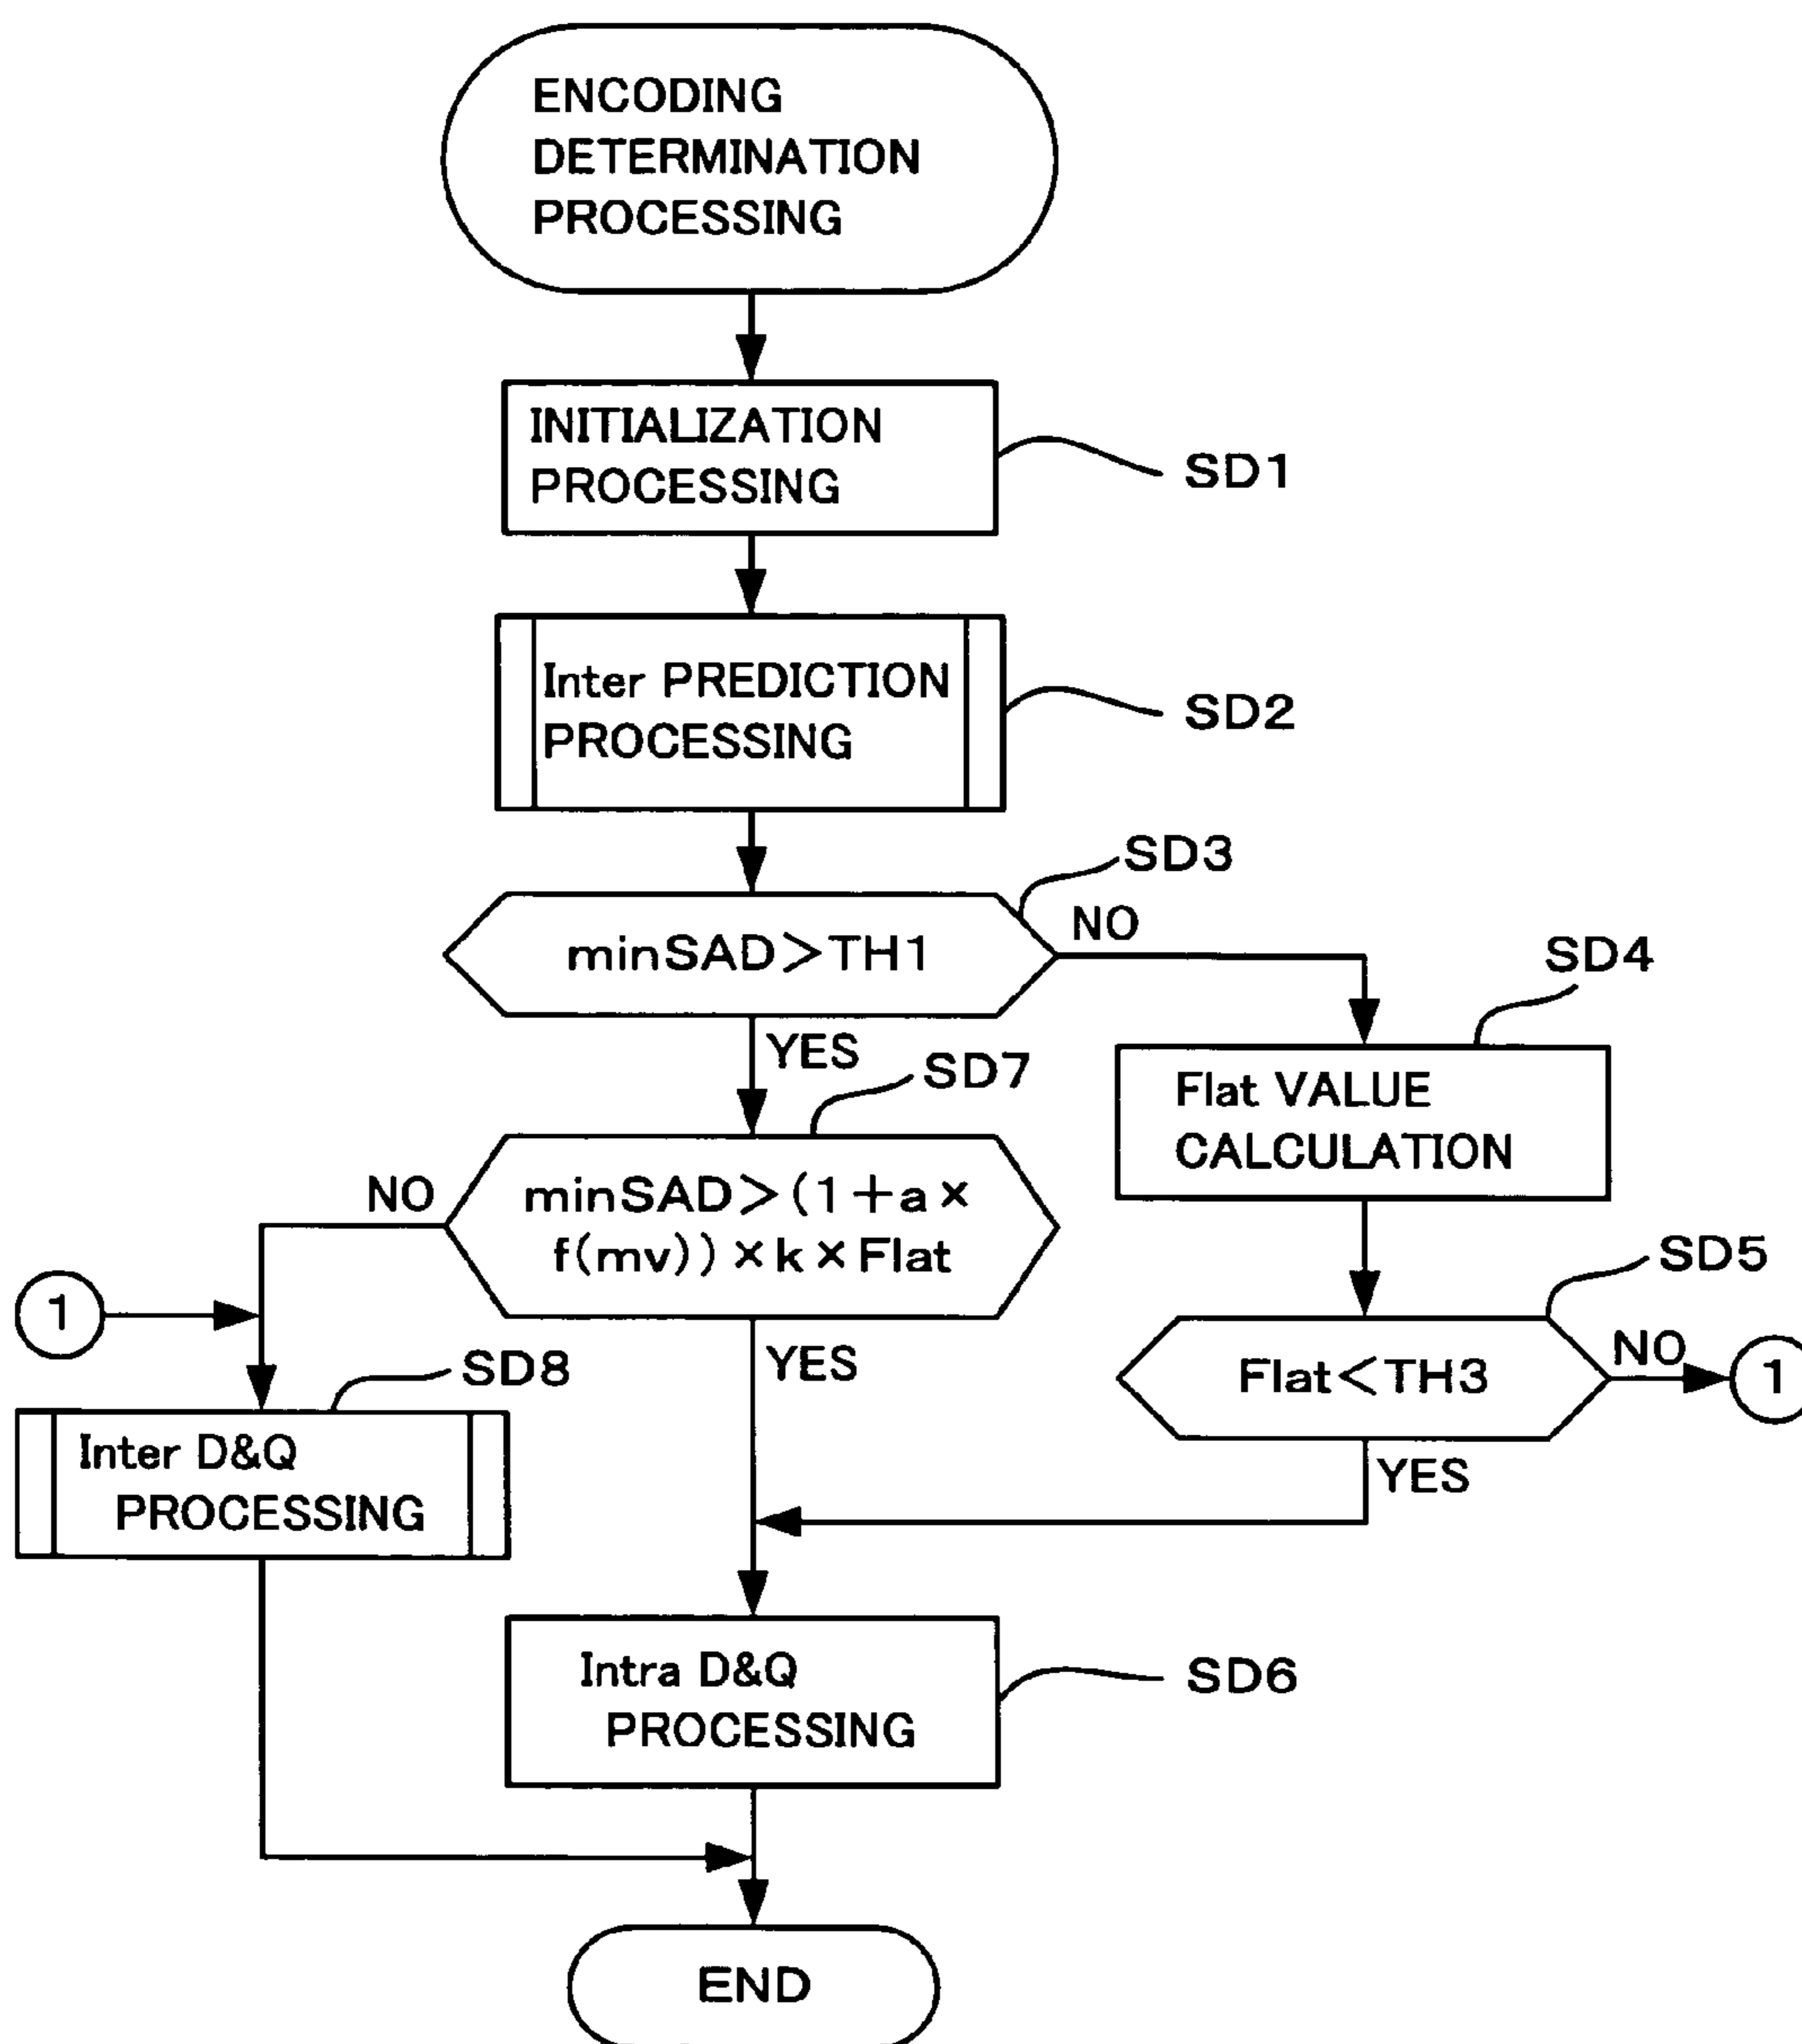 ENCODING
DETERMINATION
PROCESSING
INITIALIZATION
PROCESSING
SD1
Inter PREDICTION
PROCESSING
SD2
SD3
minSAD>TH1
NO
SD4
YES
SD7
Flat VALUE
CALCULATION
NO
minSAD>(1+a×
f(mv))×k×Flat
SD5
1
YES
Flat<TH3
NO
1
SD8
YES
Inter D&Q
PROCESSING
Intra D&Q
PROCESSING
SD6
END